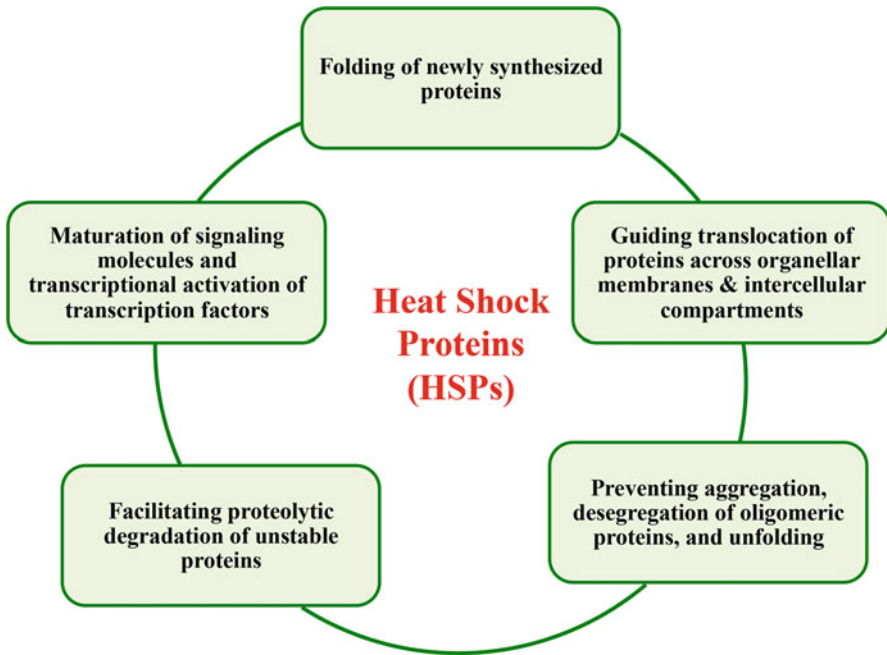 Folding of newly synthesized
proteins
Guiding translocation of
proteins across organellar
membranes & intercellular
compartments
Preventing aggregation,
desegregation of oligomeric
proteins, and unfolding
Facilitating proteolytic
degradation of unstable
proteins
Maturation of signaling
molecules and
transcriptional activation of
transcription factors
Heat Shock
Proteins
(HSPs)